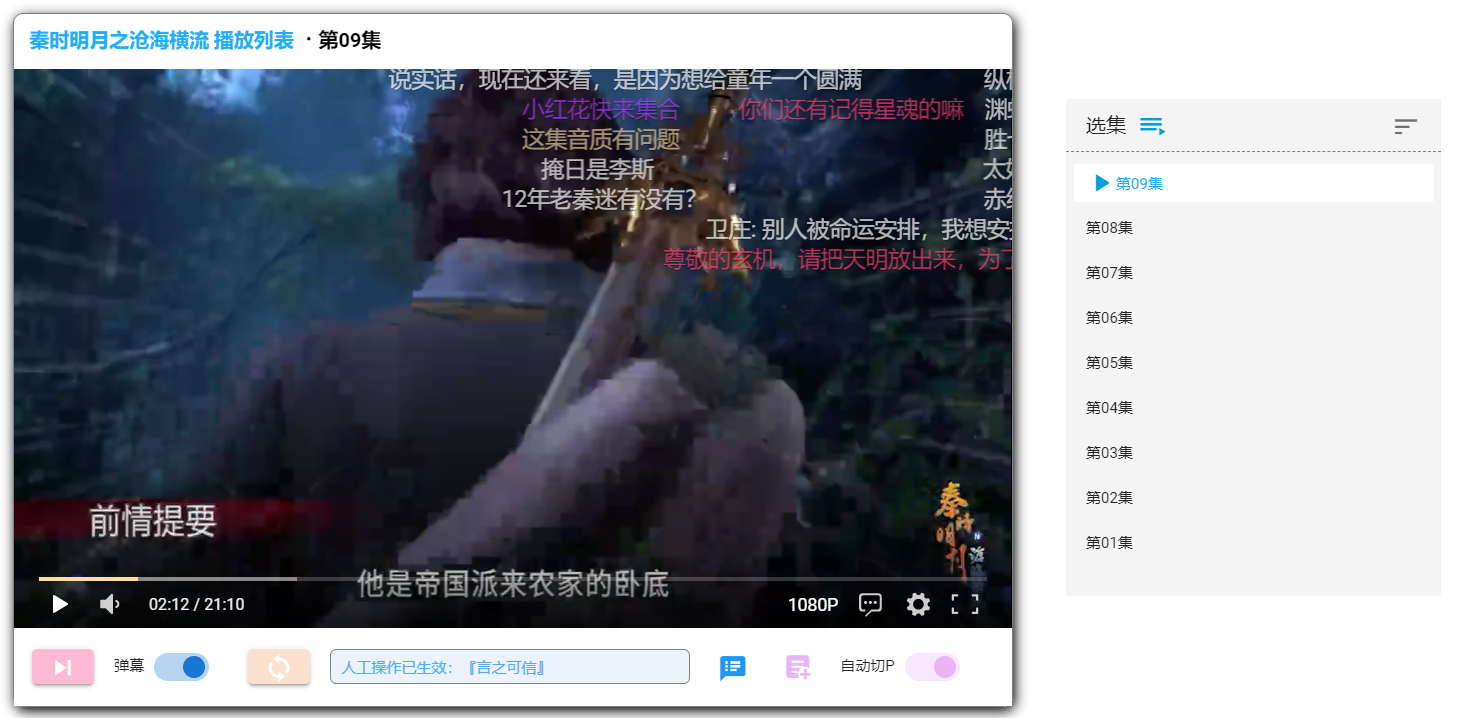 秦时明月之沧海横流 播放列表 · 第09集
说实话，现在还来看，是因为想给童年一个圆满
小红花快来集合
你们还有记得星魂的嘛
这集音质有问题
掩日是李斯
12年老秦迷有没有?
卫庄: 别人被命运安排，我想安
尊敬的玄机，请把天明放出来，为了
前情提要
秦时明月
他是帝国派来农家的卧底
02:12 / 21:10
1080P
弹幕
人工操作已生效：『言之可信』
自动切P
选集
第09集
第08集
第07集
第06集
第05集
第04集
第03集
第02集
第01集